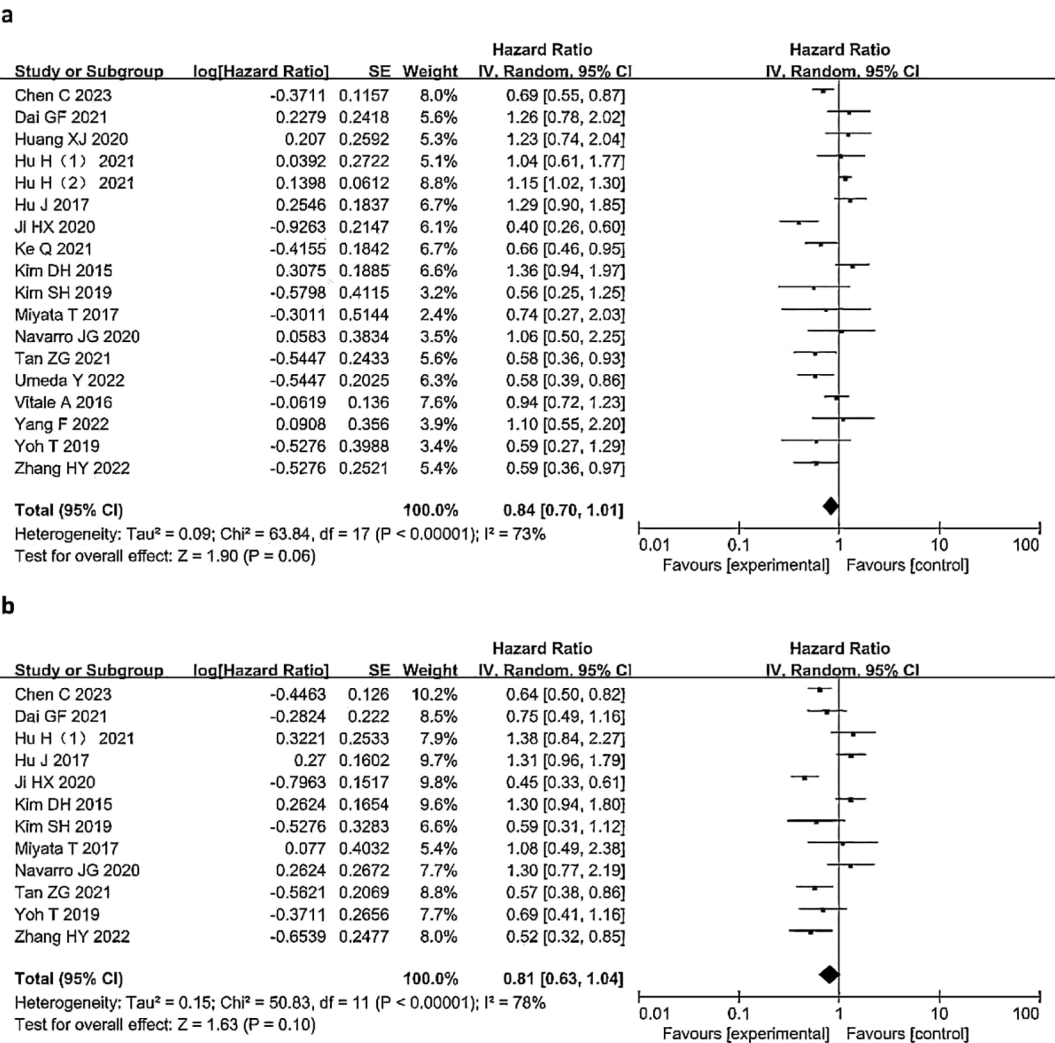 a
Hazard Ratio Hazard Ratio
Study or Subgroup log[Hazard Ratio] SE Weight IV, Random, 95% CI IV, Random, 95% CI
Chen C 2023 -0.3711 0.1157 8.0% 0.69 [0.55, 0.87]
Dai GF 2021 0.2279 0.2418 5.6% 1.26 [0.78, 2.02]
Huang XJ 2020 0.207 0.2592 5.3% 1.23 [0.74, 2.04]
Hu H（1） 2021 0.0392 0.2722 5.1% 1.04 [0.61, 1.77]
Hu H（2） 2021 0.1398 0.0612 8.8% 1.15 [1.02, 1.30]
Hu J 2017 0.2546 0.1837 6.7% 1.29 [0.90, 1.85]
JI HX 2020 -0.9263 0.2147 6.1% 0.40 [0.26, 0.60]
Ke Q 2021 -0.4155 0.1842 6.7% 0.66 [0.46, 0.95]
Kim DH 2015 0.3075 0.1885 6.6% 1.36 [0.94, 1.97]
Kim SH 2019 -0.5798 0.4115 3.2% 0.56 [0.25, 1.25]
Miyata T 2017 -0.3011 0.5144 2.4% 0.74 [0.27, 2.03]
Navarro JG 2020 0.0583 0.3834 3.5% 1.06 [0.50, 2.25]
Tan ZG 2021 -0.5447 0.2433 5.6% 0.58 [0.36, 0.93]
Umeda Y 2022 -0.5447 0.2025 6.3% 0.58 [0.39, 0.86]
Vitale A 2016 -0.0619 0.136 7.6% 0.94 [0.72, 1.23]
Yang F 2022 0.0908 0.356 3.9% 1.10 [0.55, 2.20]
Yoh T 2019 -0.5276 0.3988 3.4% 0.59 [0.27, 1.29]
Zhang HY 2022 -0.5276 0.2521 5.4% 0.59 [0.36, 0.97]
Total (95% CI) 100.0% 0.84 [0.70, 1.01]
Heterogeneity: Tau² = 0.09; Chi² = 63.84, df = 17 (P < 0.00001); I² = 73%
Test for overall effect: Z = 1.90 (P = 0.06)
0.01 0.1 1 10 100
Favours [experimental] Favours [control]
b
Hazard Ratio Hazard Ratio
Study or Subgroup log[Hazard Ratio] SE Weight IV, Random, 95% CI IV, Random, 95% CI
Chen C 2023 -0.4463 0.126 10.2% 0.64 [0.50, 0.82]
Dai GF 2021 -0.2824 0.222 8.5% 0.75 [0.49, 1.16]
Hu H（1） 2021 0.3221 0.2533 7.9% 1.38 [0.84, 2.27]
Hu J 2017 0.27 0.1602 9.7% 1.31 [0.96, 1.79]
Ji HX 2020 -0.7963 0.1517 9.8% 0.45 [0.33, 0.61]
Kim DH 2015 0.2624 0.1654 9.6% 1.30 [0.94, 1.80]
Kim SH 2019 -0.5276 0.3283 6.6% 0.59 [0.31, 1.12]
Miyata T 2017 0.077 0.4032 5.4% 1.08 [0.49, 2.38]
Navarro JG 2020 0.2624 0.2672 7.7% 1.30 [0.77, 2.19]
Tan ZG 2021 -0.5621 0.2069 8.8% 0.57 [0.38, 0.86]
Yoh T 2019 -0.3711 0.2656 7.7% 0.69 [0.41, 1.16]
Zhang HY 2022 -0.6539 0.2477 8.0% 0.52 [0.32, 0.85]
Total (95% CI) 100.0% 0.81 [0.63, 1.04]
Heterogeneity: Tau² = 0.15; Chi² = 50.83, df = 11 (P < 0.00001); I² = 78%
Test for overall effect: Z = 1.63 (P = 0.10)
0.01 0.1 1 10 100
Favours [experimental] Favours [control]